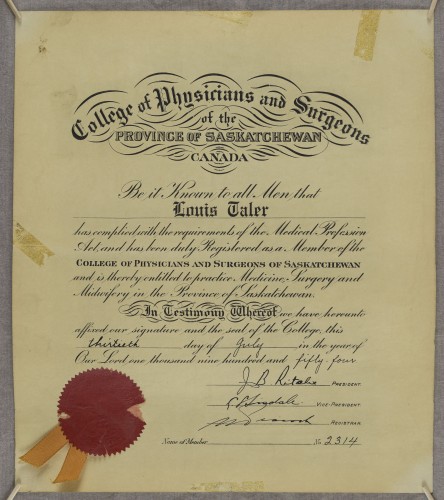 College of Physicians and Surgeons
of the
PROVINCE OF SASKATCHEWAN
CANADA
Be it Known to all Men, that
Louis Taler
has complied with the requirements of the Medical Profession
Act, and has been duly Registered as a Member of the
COLLEGE OF PHYSICIANS AND SURGEONS OF SASKATCHEWAN
and is thereby entitled to practice Medicine, Surgery and
Midwifery in the Province of Saskatchewan.
In Testimony Whereof we have hereunto
affixed our signature and the seal of the College, this
thirtieth day of July in the year of
Our Lord, one thousand nine hundred and fifty four
J B Ritchie PRESIDENT.
VICE-PRESIDENT.
REGISTRAR.
Name of Member No. 2314